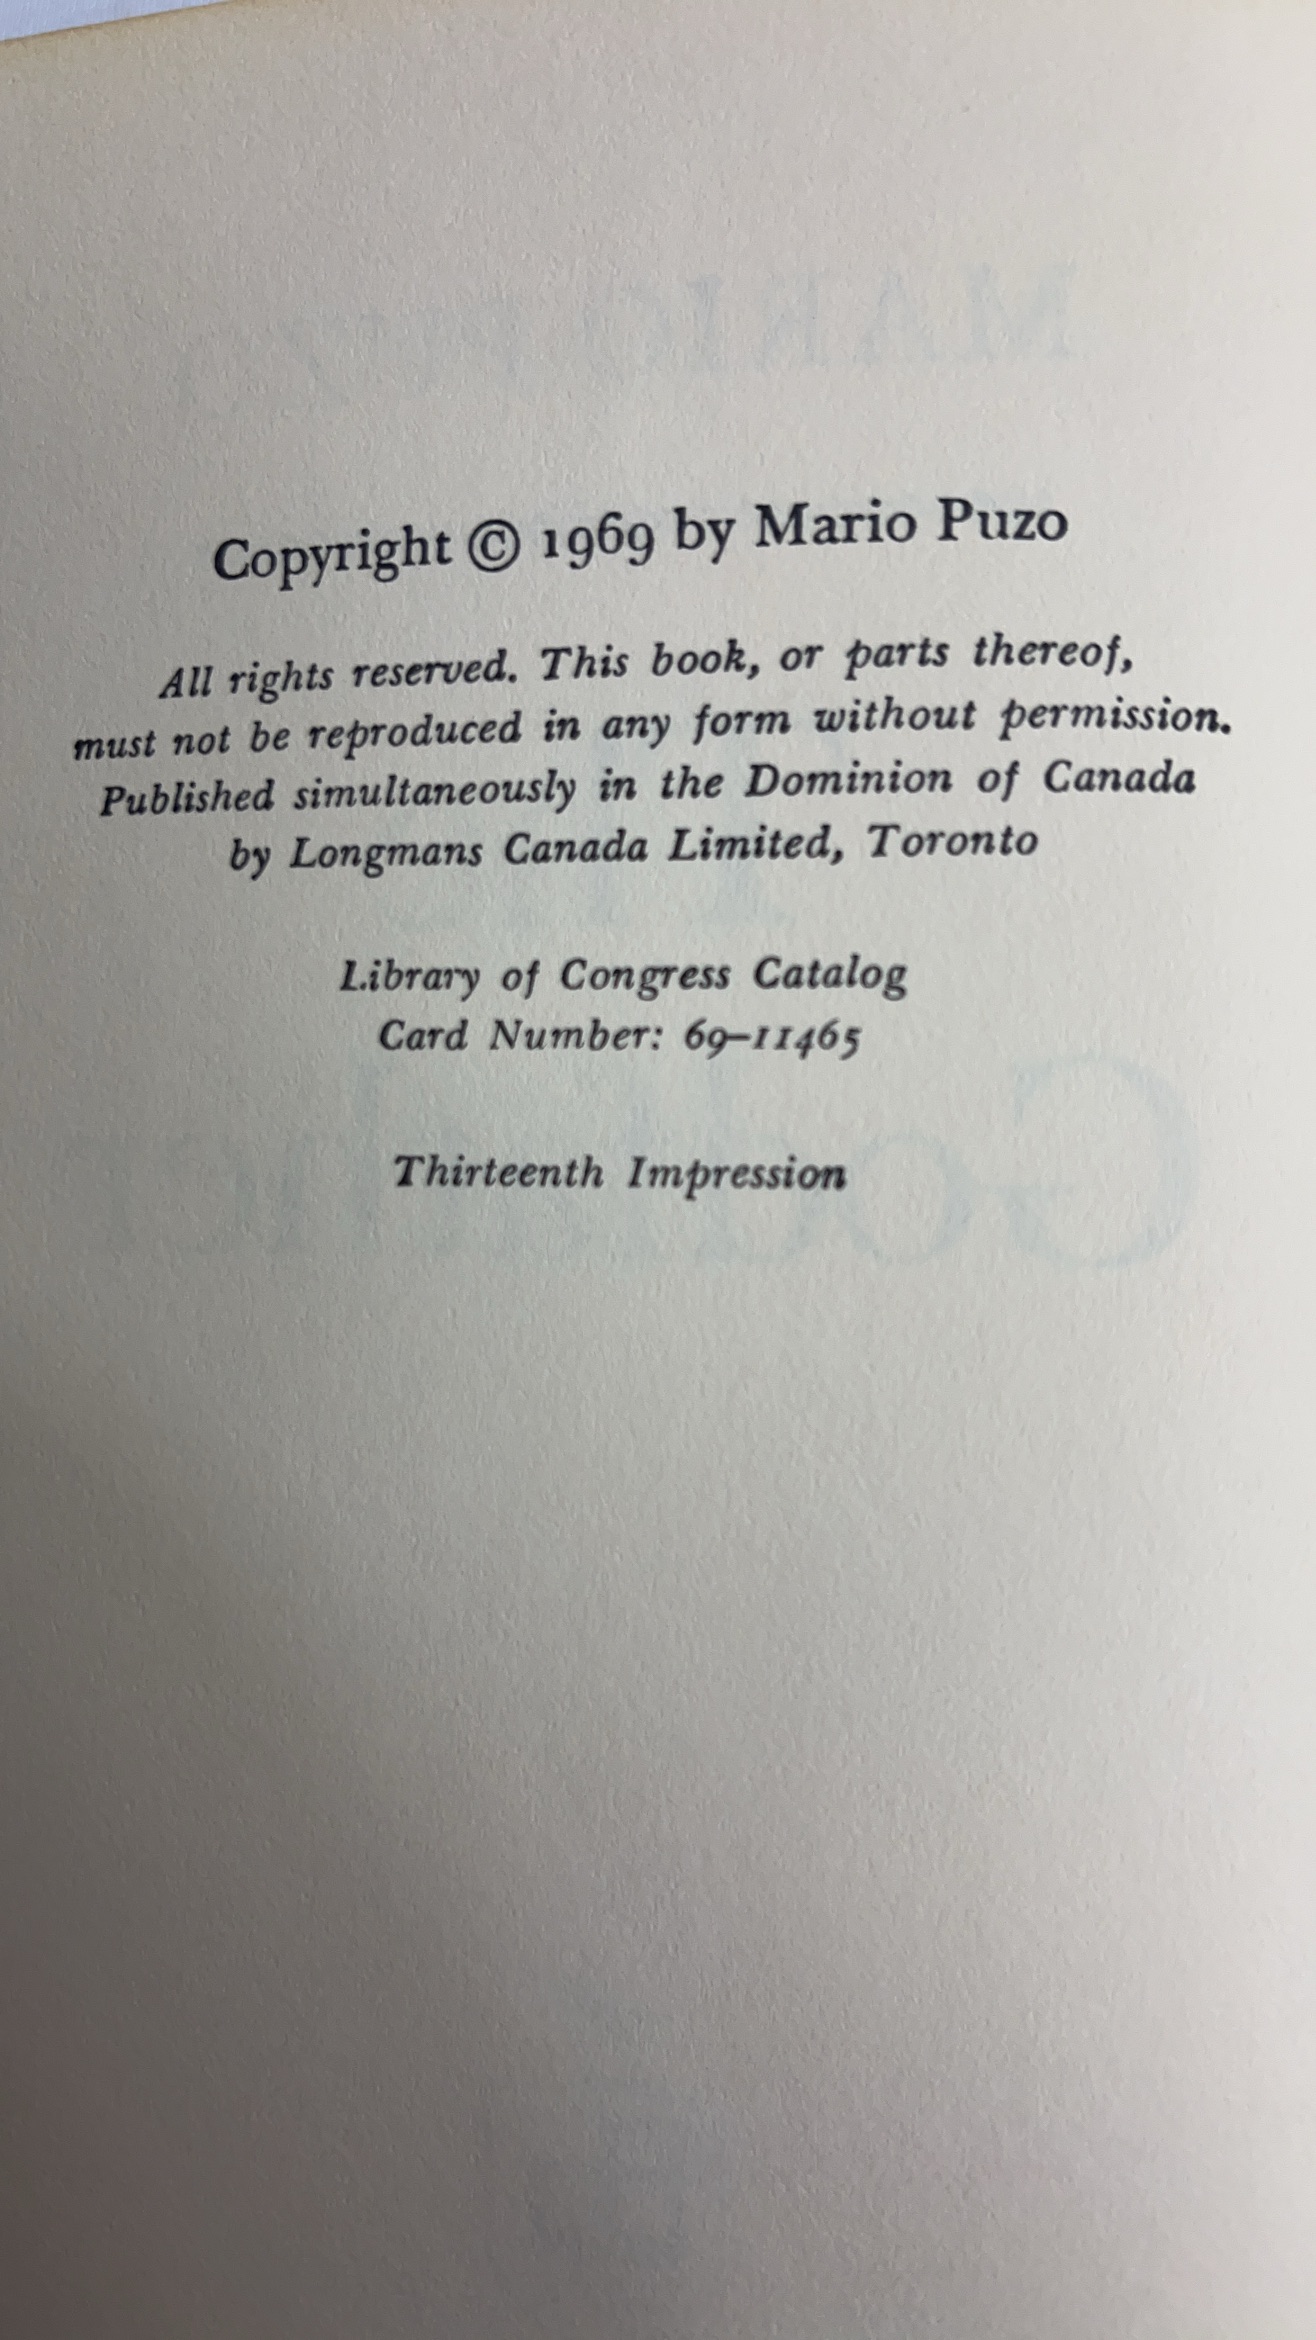 Copyright © 1969 by Mario Puzo
All rights reserved. This book, or parts thereof,
must not be reproduced in any form without permission.
Published simultaneously in the Dominion of Canada
by Longmans Canada Limited, Toronto
Library of Congress Catalog
Card Number: 69–11465
Thirteenth Impression